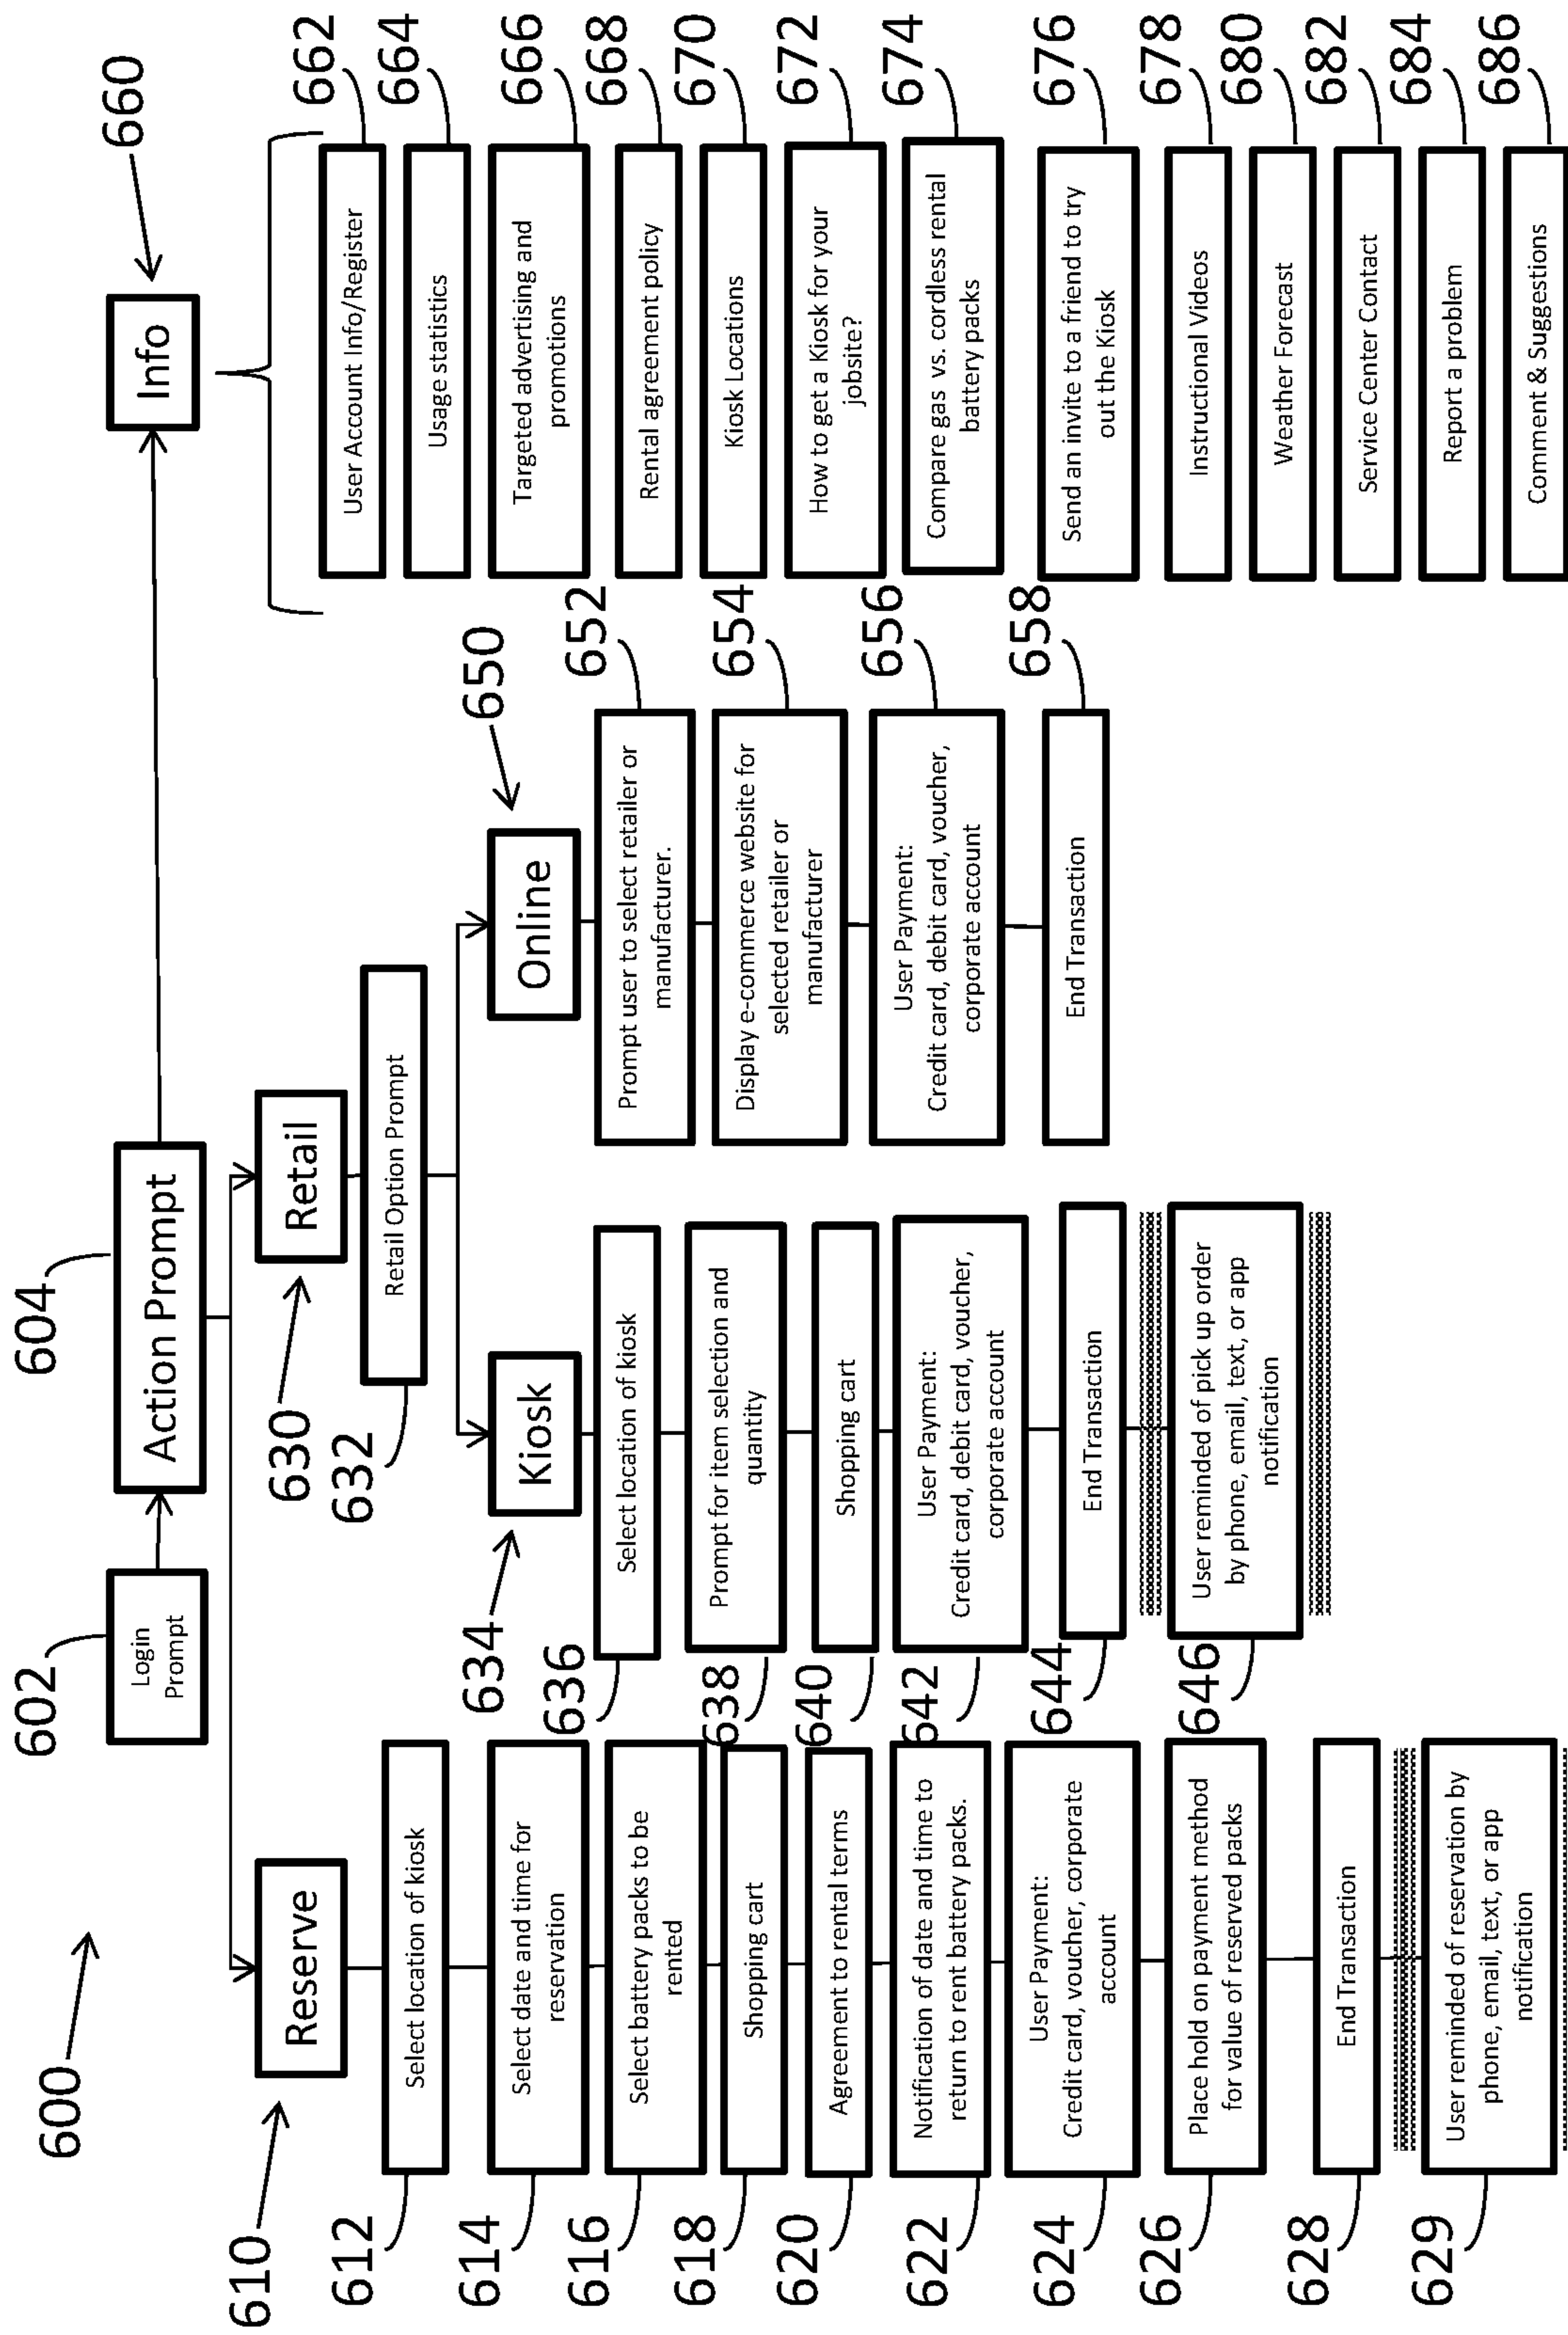 600
602
Login
Prompt
604
Action Prompt
660
Info
610
Reserve
612
Select location of kiosk
614
Select date and time for
reservation
616
Select battery packs to be
rented
618
Shopping cart
620
Agreement to rental terms
622
Notification of date and time to
return to rent battery packs.
624
User Payment:
Credit card, voucher, corporate
account
626
Place hold on payment method
for value of reserved packs
628
End Transaction
629
User reminded of reservation by
phone, email, text, or app
notification
630
Retail
632
Retail Option Prompt
634
Kiosk
636
Select location of kiosk
638
Prompt for item selection and
quantity
640
Shopping cart
642
User Payment:
Credit card, debit card, voucher,
corporate account
644
End Transaction
646
User reminded of pick up order
by phone, email, text, or app
notification
650
Online
652
Prompt user to select retailer or
manufacturer.
654
Display e-commerce website for
selected retailer or
manufacturer
656
User Payment:
Credit card, debit card, voucher,
corporate account
658
End Transaction
662
User Account Info/Register
664
Usage statistics
666
Targeted advertising and
promotions
668
Rental agreement policy
670
Kiosk Locations
672
How to get a Kiosk for your
jobsite?
674
Compare gas vs. cordless rental
battery packs
676
Send an invite to a friend to try
out the Kiosk
678
Instructional Videos
680
Weather Forecast
682
Service Center Contact
684
Report a problem
686
Comment & Suggestions